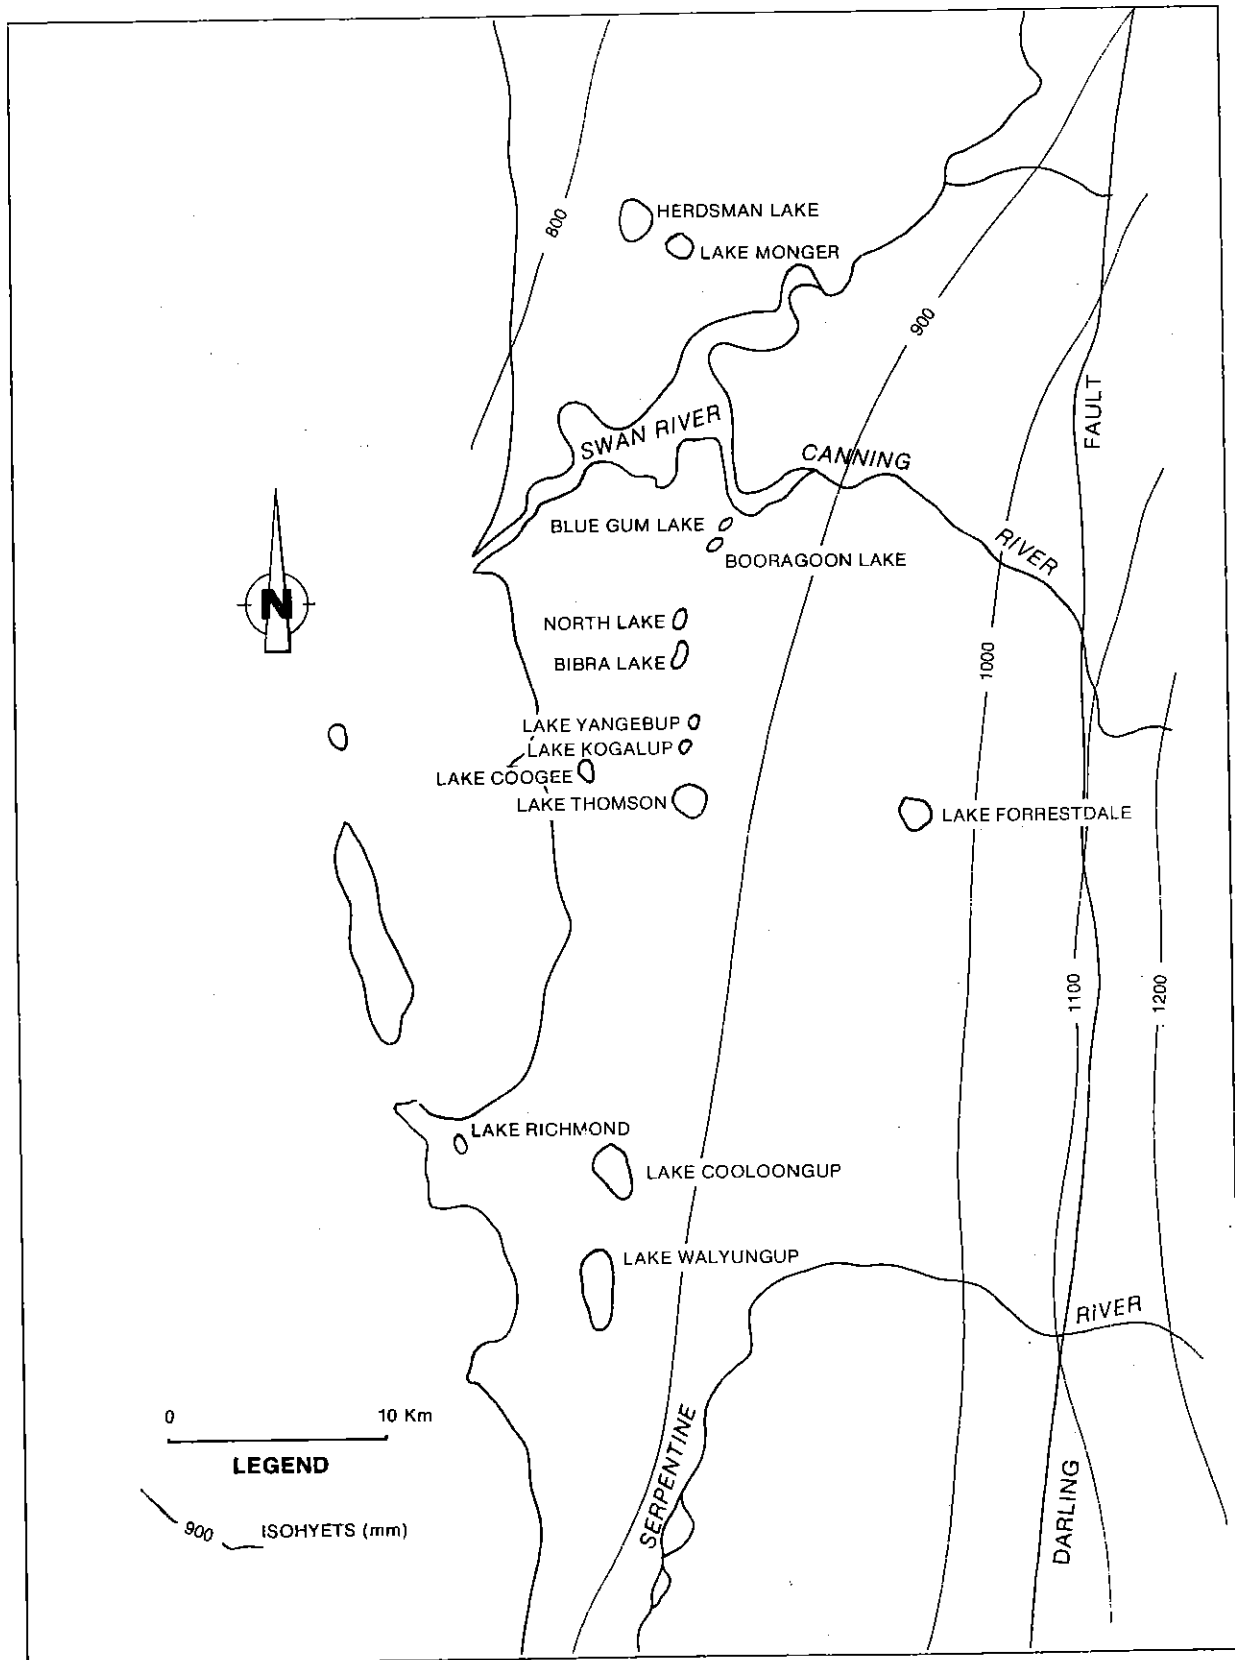 HERDSMAN LAKE
800
LAKE MONGER
900
FAULT
SWAN RIVER
CANNING
BLUE GUM LAKE
BOORAGOON LAKE
RIVER
N
NORTH LAKE
1000
BIBRA LAKE
LAKE YANGEBUP
LAKE KOGALUP
LAKE COOGEE
LAKE THOMSON
LAKE FORRESTDALE
1100
1200
LAKE RICHMOND
LAKE COOLOONGUP
LAKE WALYUNGUP
RIVER
0 10 Km
SERPENTINE
LEGEND
DARLING
900 ISOHYETS (mm)